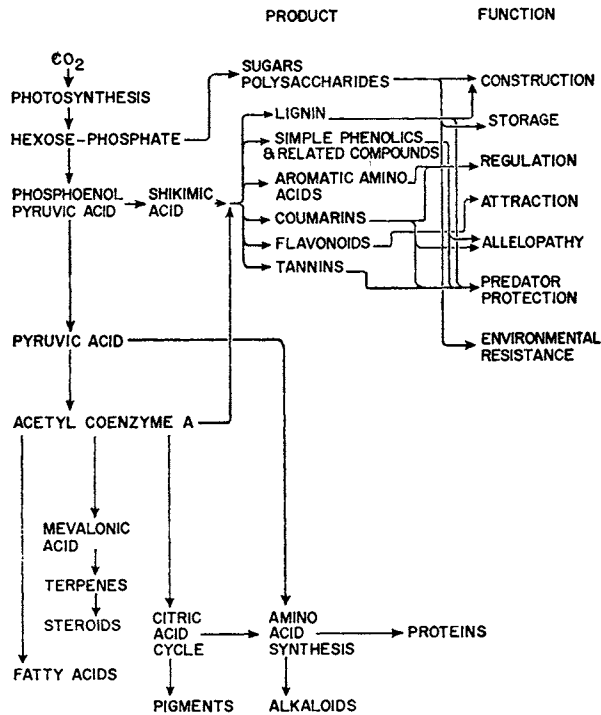 PRODUCT
FUNCTION
¢O2
SUGARS
POLYSACCHARIDES
CONSTRUCTION
PHOTOSYNTHESIS
LIGNIN
STORAGE
HEXOSE-PHOSPHATE
SIMPLE PHENOLICS
& RELATED COMPOUNDS
REGULATION
PHOSPHOENOL
PYRUVIC ACID
SHIKIMIC
ACID
AROMATIC AMINO
ACIDS
ATTRACTION
COUMARINS
FLAVONOIDS
ALLELOPATHY
TANNINS
PREDATOR
PROTECTION
PYRUVIC ACID
ENVIRONMENTAL
RESISTANCE
ACETYL COENZYME A
MEVALONIC
ACID
TERPENES
STEROIDS
CITRIC
ACID
CYCLE
AMINO
ACID
SYNTHESIS
PROTEINS
FATTY ACIDS
PIGMENTS
ALKALOIDS